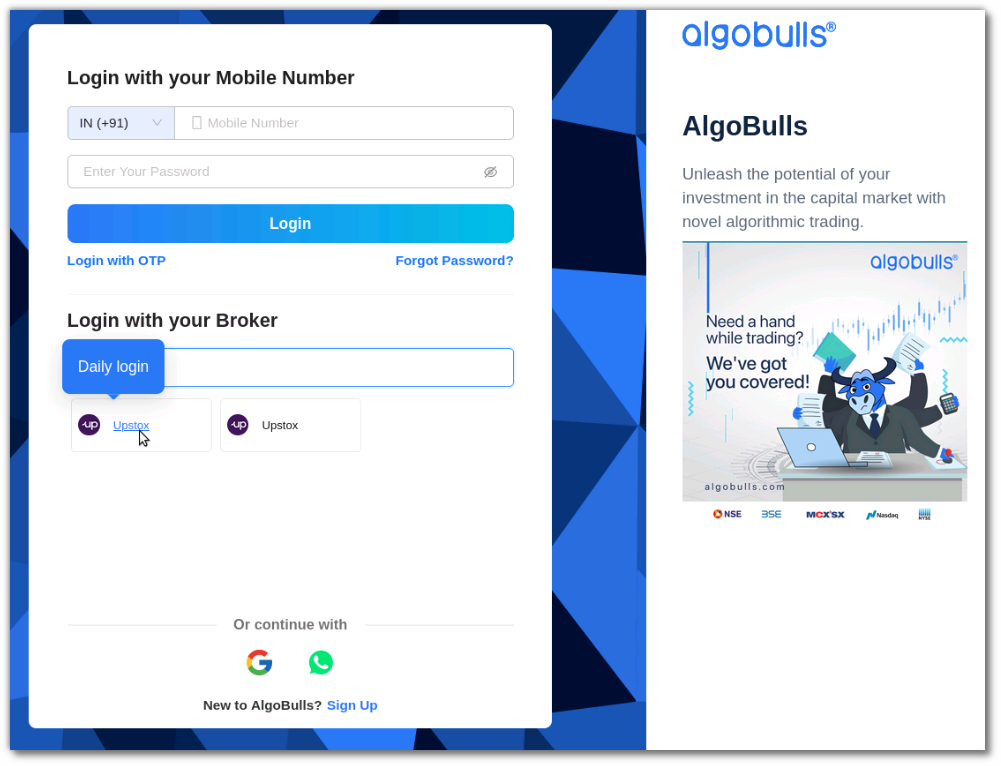 Login with your Mobile Number
IN (+91)
Mobile Number
Enter Your Password
Login
Login with OTP
Forgot Password?
Login with your Broker
Daily login
up
Upstox
up
Upstox
Or continue with
New to AlgoBulls? Sign Up
algobulls®
AlgoBulls
Unleash the potential of your
investment in the capital market with
novel algorithmic trading.
algobulls®
Need a hand
while trading?
We've got
you covered!
algobulls.com
NSE
BSE
MCX'SX
Nasdaq
NYSE